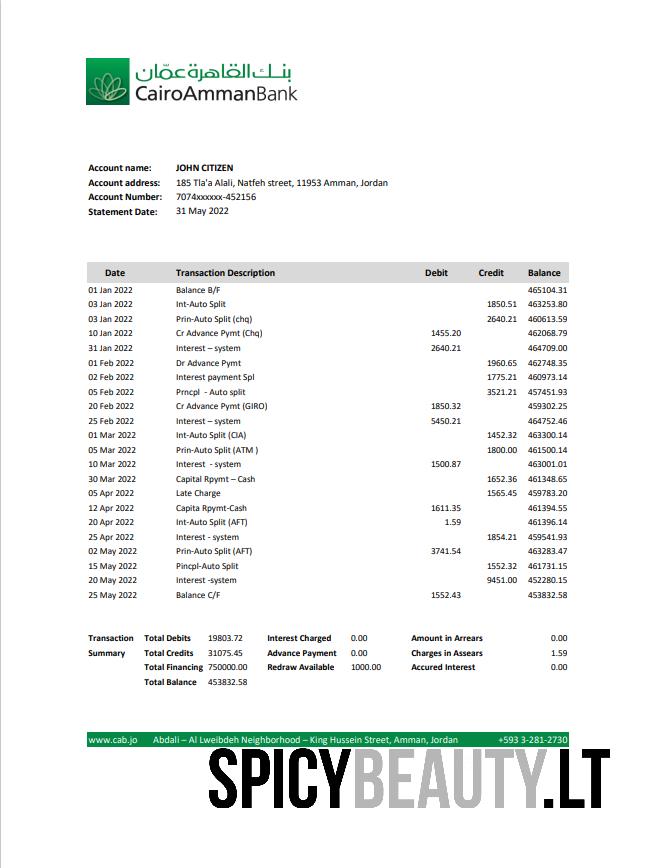 بنك القاهرة عمّان
CairoAmmanBank
Account name: JOHN CITIZEN
Account address: 185 Tla'a Alali, Natfeh street, 11953 Amman, Jordan
Account Number: 7074xxxxxx-452156
Statement Date: 31 May 2022
Date Transaction Description Debit Credit Balance
01 Jan 2022 Balance B/F 465104.31
03 Jan 2022 Int-Auto Split 1850.51 463253.80
03 Jan 2022 Prin-Auto Split (chq) 2640.21 460613.59
10 Jan 2022 Cr Advance Pymt (Chq) 1455.20 462068.79
31 Jan 2022 Interest – system 2640.21 464709.00
01 Feb 2022 Dr Advance Pymt 1960.65 462748.35
02 Feb 2022 Interest payment Spl 1775.21 460973.14
05 Feb 2022 Prncpl - Auto split 3521.21 457451.93
20 Feb 2022 Cr Advance Pymt (GIRO) 1850.32 459302.25
25 Feb 2022 Interest – system 5450.21 464752.46
01 Mar 2022 Int-Auto Split (CIA) 1452.32 463300.14
05 Mar 2022 Prin-Auto Split (ATM ) 1800.00 461500.14
10 Mar 2022 Interest - system 1500.87 463001.01
30 Mar 2022 Capital Rpymt – Cash 1652.36 461348.65
05 Apr 2022 Late Charge 1565.45 459783.20
12 Apr 2022 Capita Rpymt-Cash 1611.35 461394.55
20 Apr 2022 Int-Auto Split (AFT) 1.59 461396.14
25 Apr 2022 Interest - system 1854.21 459541.93
02 May 2022 Prin-Auto Split (AFT) 3741.54 463283.47
15 May 2022 Pincpl-Auto Split 1552.32 461731.15
20 May 2022 Interest -system 9451.00 452280.15
25 May 2022 Balance C/F 1552.43 453832.58
Transaction Total Debits 19803.72 Interest Charged 0.00 Amount in Arrears 0.00
Summary Total Credits 31075.45 Advance Payment 0.00 Charges in Assears 1.59
Total Financing 750000.00 Redraw Available 1000.00 Accured Interest 0.00
Total Balance 453832.58
www.cab.jo Abdali – Al Lweibdeh Neighborhood – King Hussein Street, Amman, Jordan +593 3-281-2730
SPICYBEAUTY.LT